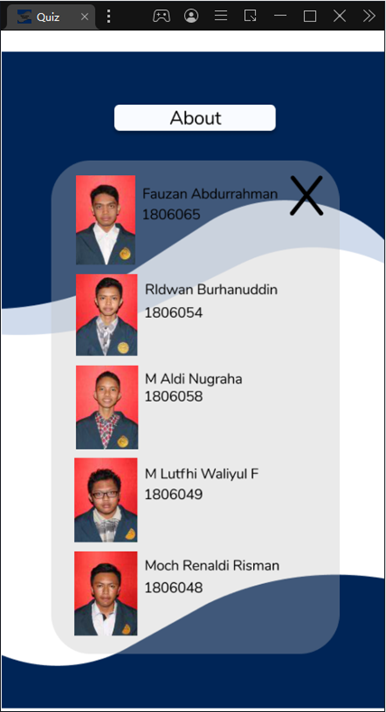 Quiz
About
Fauzan Abdurrahman
1806065
RIdwan Burhanuddin
1806054
M Aldi Nugraha
1806058
M Lutfhi Waliyul F
1806049
Moch Renaldi Risman
1806048